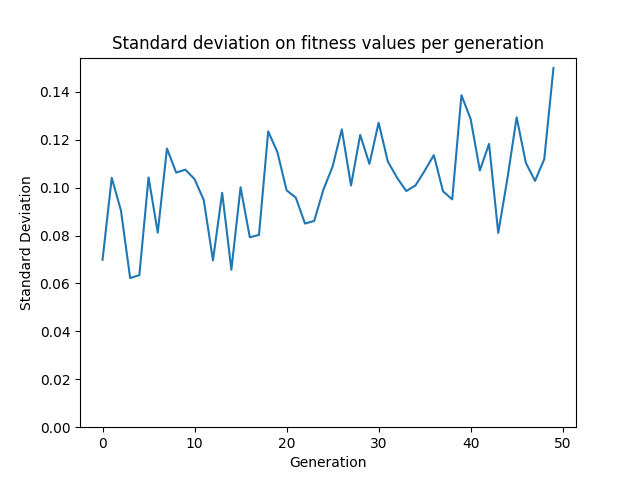 Standard deviation on fitness values per generation
0.14
0.12
0.10
0.08
0.06
0.04
0.02
0.00
Standard Deviation
0 10 20 30 40 50
Generation